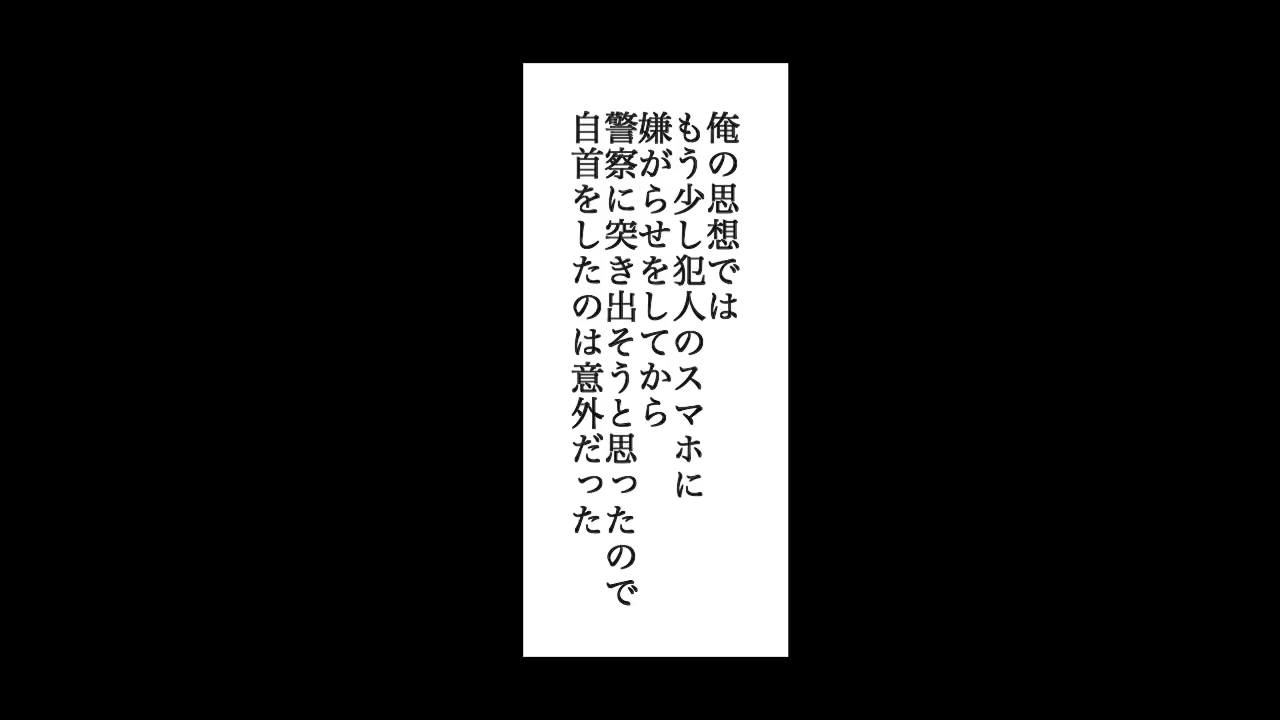 俺の思想では
もう少し犯人のスマホに
嫌がらせをしてから
警察に突き出そうと思ったので
自首をしたのは意外だった